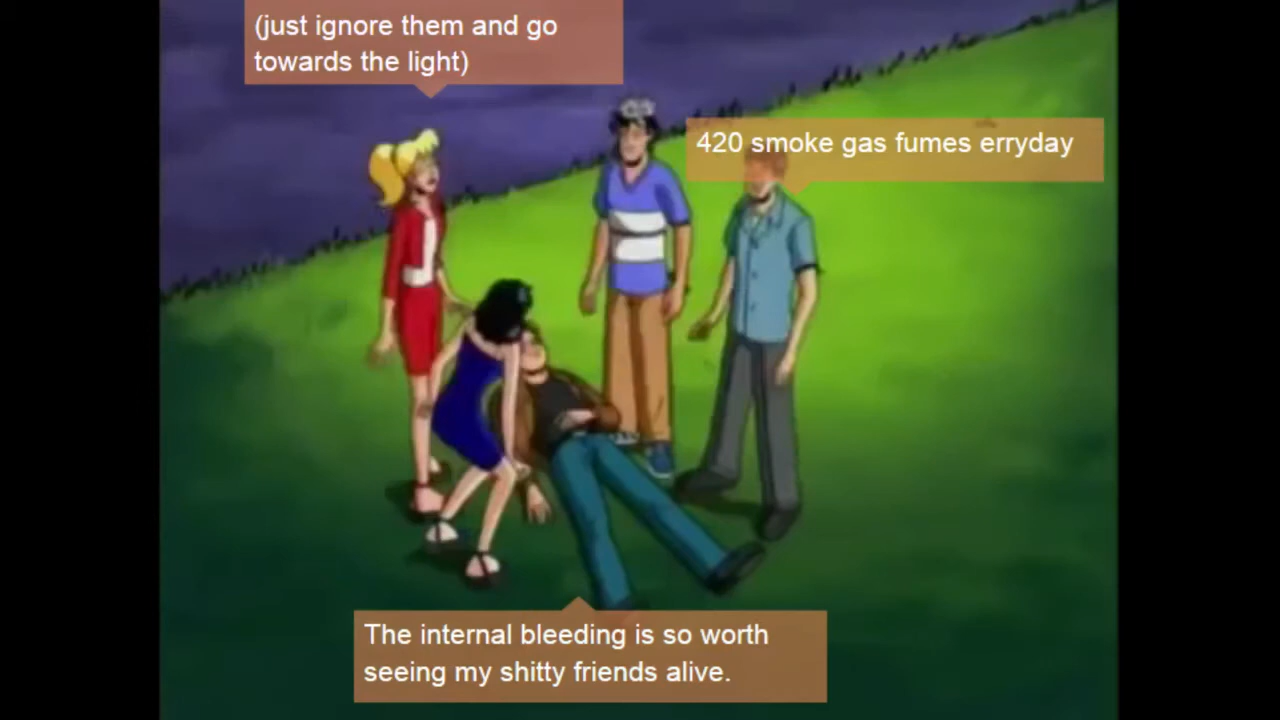 (just ignore them and go
towards the light)
420 smoke gas fumes erryday
The internal bleeding is so worth
seeing my shitty friends alive.